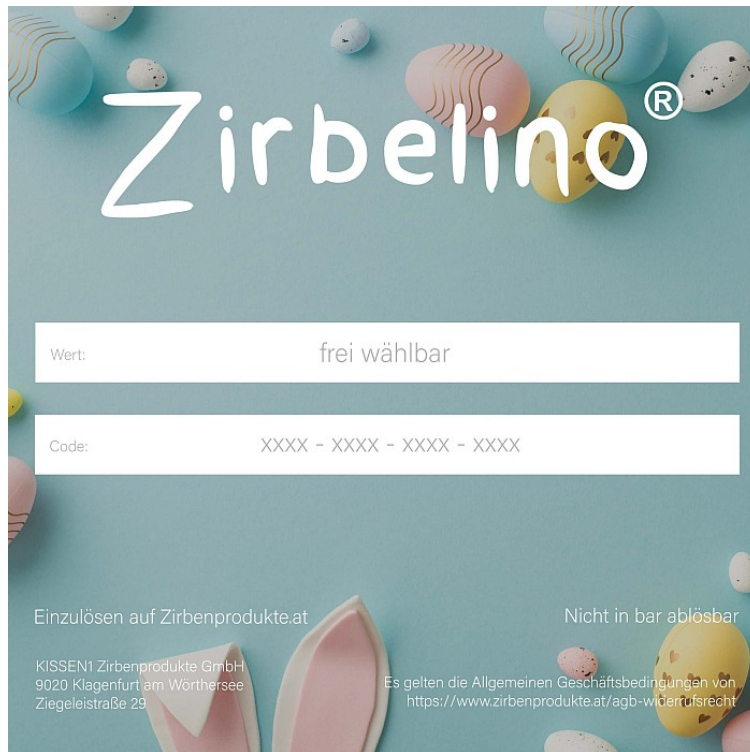 Zirbelino®
Wert: frei wählbar
Code: XXXX - XXXX - XXXX - XXXX
Einzulösen auf Zirbenprodukte.at
Nicht in bar ablösbar
KISSEN1 Zirbenprodukte GmbH
9020 Klagenfurt am Wörthersee
Ziegeleistraße 29
Es gelten die Allgemeinen Geschäftsbedingungen von
https://www.zirbenprodukte.at/agb-widerrufsrecht